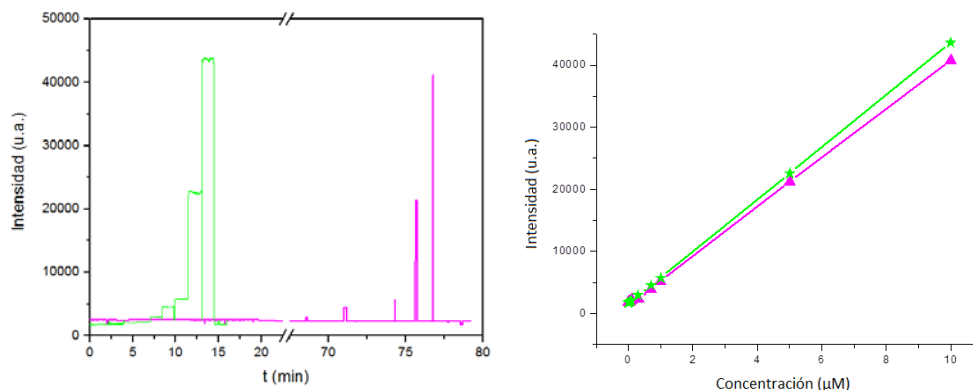 50000
40000
30000
20000
10000
0
Intensidad (u.a.)
0 5 10 15 20 70 75 80
t (min)
40000
30000
20000
10000
0
Intensidad (u.a.)
0 2 4 6 8 10
Concentración (µM)